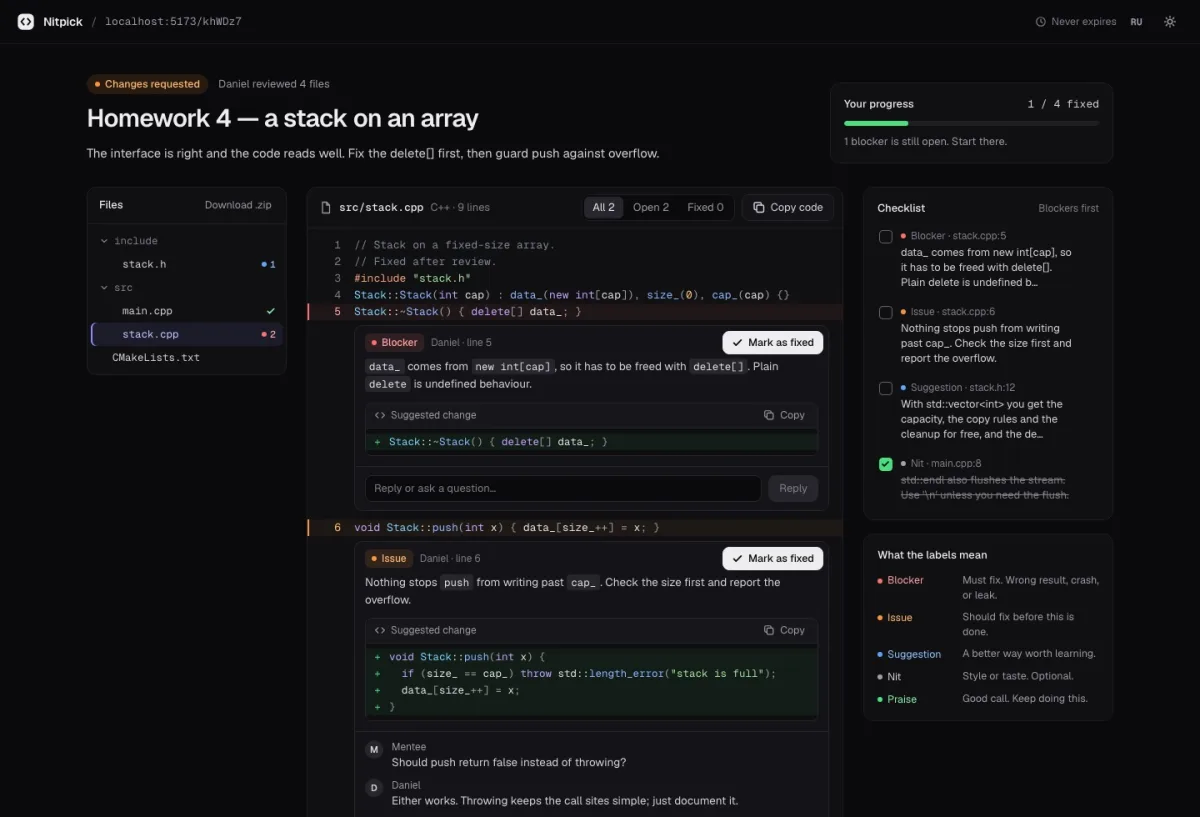 Nitpick / localhost:5173/khWDz7
Never expires RU
Changes requested Daniel reviewed 4 files
Homework 4 — a stack on an array
The interface is right and the code reads well. Fix the delete[] first, then guard push against overflow.
Your progress 1 / 4 fixed
1 blocker is still open. Start there.
Files Download .zip
include
stack.h 1
src
main.cpp
stack.cpp 2
CMakeLists.txt
src/stack.cpp C++ · 9 lines All 2 Open 2 Fixed 0 Copy code
1 // Stack on a fixed-size array.
2 // Fixed after review.
3 #include "stack.h"
4 Stack::Stack(int cap) : data_(new int[cap]), size_(0), cap_(cap) {}
5 Stack::~Stack() { delete[] data_; }
Blocker Daniel · line 5 Mark as fixed
data_ comes from new int[cap], so it has to be freed with delete[]. Plain
delete is undefined behaviour.
Suggested change Copy
+ Stack::~Stack() { delete[] data_; }
Reply or ask a question… Reply
6 void Stack::push(int x) { data_[size_++] = x; }
Issue Daniel · line 6 Mark as fixed
Nothing stops push from writing past cap_. Check the size first and report the
overflow.
Suggested change Copy
+ void Stack::push(int x) {
+ if (size_ == cap_) throw std::length_error("stack is full");
+ data_[size_++] = x;
+ }
M Mentee
Should push return false instead of throwing?
D Daniel
Either works. Throwing keeps the call sites simple; just document it.
Checklist Blockers first
Blocker · stack.cpp:5
data_ comes from new int[cap], so
it has to be freed with delete[].
Plain delete is undefined b…
Issue · stack.cpp:6
Nothing stops push from writing
past cap_. Check the size first and
report the overflow.
Suggestion · stack.h:12
With std::vector<int> you get the
capacity, the copy rules and the
cleanup for free, and the de…
Nit · main.cpp:8
std::endl also flushes the stream.
Use '\n' unless you need the flush.
What the labels mean
Blocker Must fix. Wrong result, crash,
or leak.
Issue Should fix before this is
done.
Suggestion A better way worth learning.
Nit Style or taste. Optional.
Praise Good call. Keep doing this.